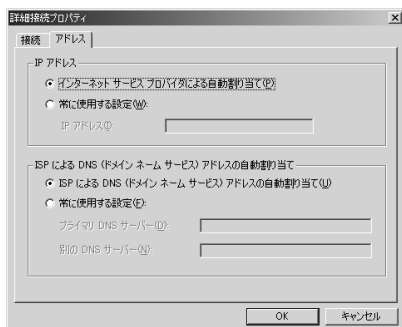 詳細接続プロパティ
接続 アドレス
IP アドレス
インターネット サービス プロバイダによる自動割り当て(P)
常に使用する設定(W):
IP アドレス(I):
ISP による DNS (ドメイン ネーム サービス) アドレスの自動割り当て
ISP による DNS (ドメイン ネーム サービス) アドレスの自動割り当て(U)
常に使用する設定(F):
プライマリ DNS サーバー(D):
別の DNS サーバー(N):
OK キャンセル